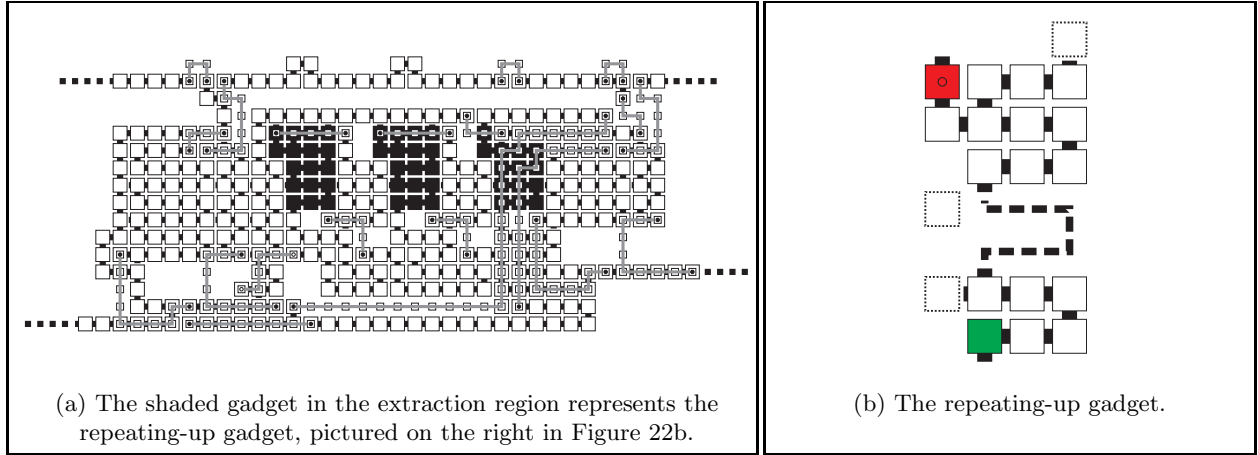 (a) The shaded gadget in the extraction region represents the
repeating-up gadget, pictured on the right in Figure 22b.
(b) The repeating-up gadget.